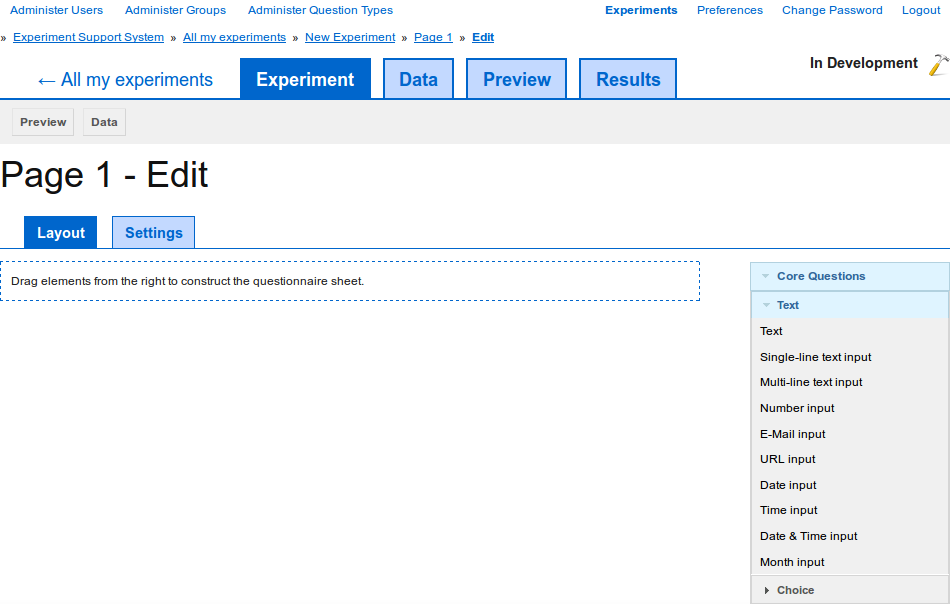 Administer Users Administer Groups Administer Question Types Experiments Preferences Change Password Logout
» Experiment Support System » All my experiments » New Experiment » Page 1 » Edit
← All my experiments Experiment Data Preview Results In Development
Preview Data
Page 1 - Edit
Layout Settings
Drag elements from the right to construct the questionnaire sheet.
Core Questions
Text
Text
Single-line text input
Multi-line text input
Number input
E-Mail input
URL input
Date input
Time input
Date & Time input
Month input
Choice